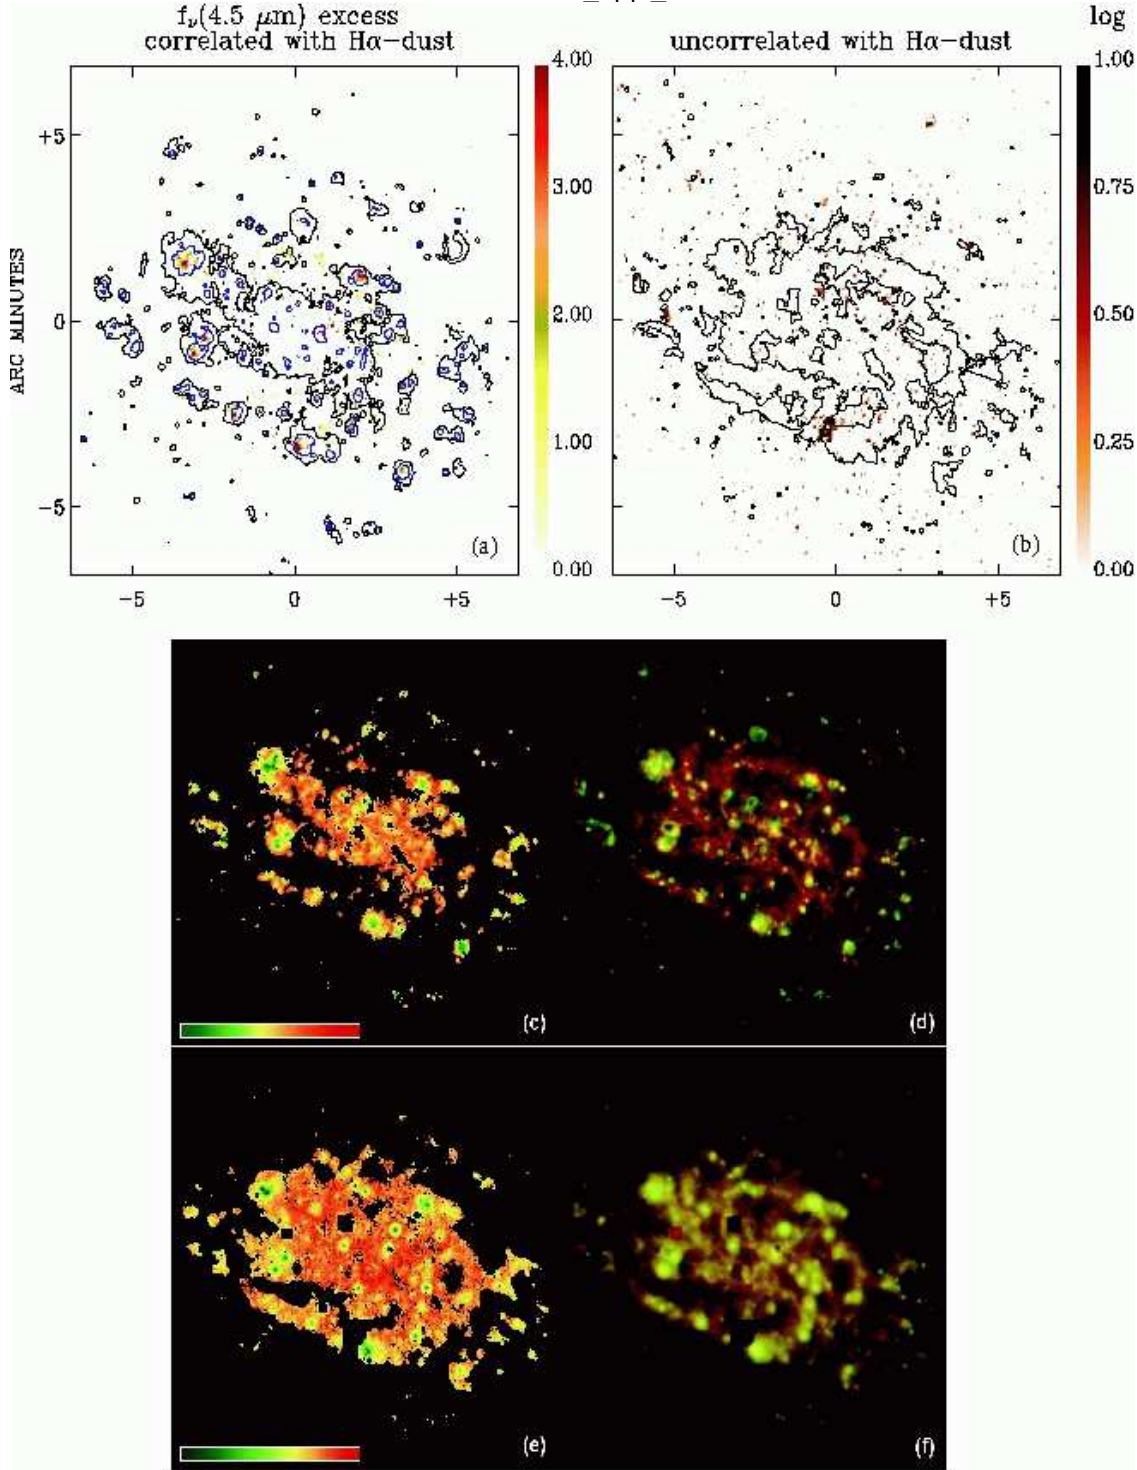 f_ν(4.5 μm) excess
correlated with Hα−dust
uncorrelated with Hα−dust
log
4.00
3.00
2.00
1.00
0.00
1.00
0.75
0.50
0.25
0.00
+5
0
−5
ARC MINUTES
(a)
(b)
−5
0
+5
−5
0
+5
(c)
(d)
(e)
(f)